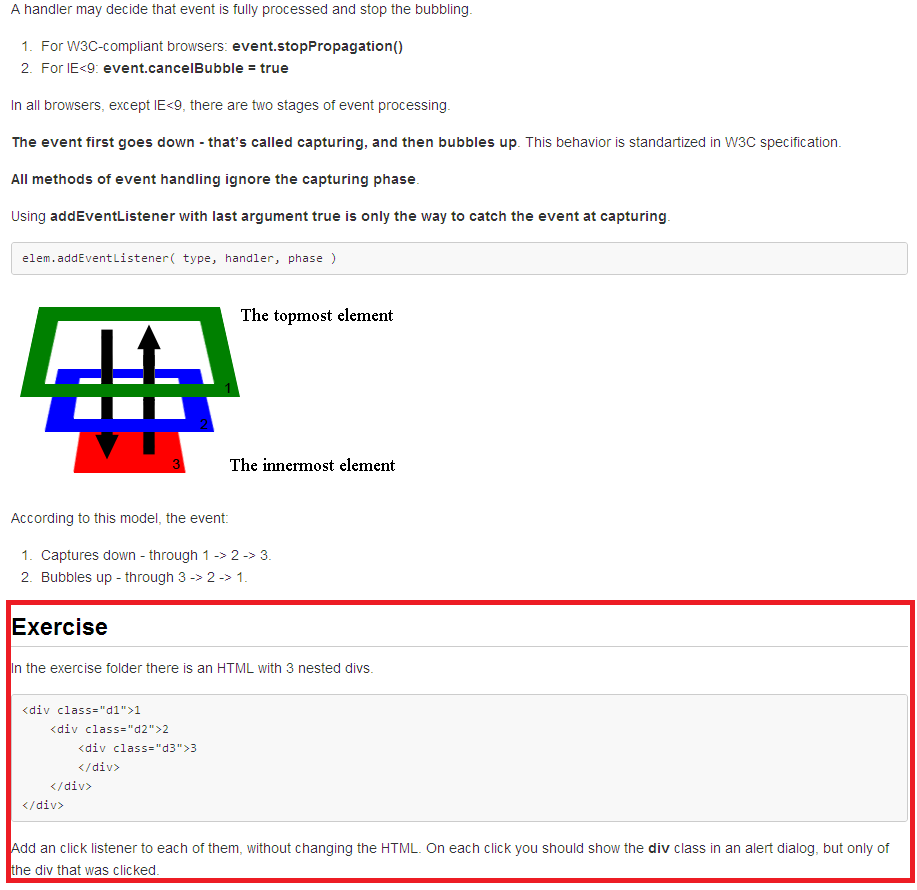 A handler may decide that event is fully processed and stop the bubbling.
1. For W3C-compliant browsers: event.stopPropagation()
2. For IE<9: event.cancelBubble = true
In all browsers, except IE<9, there are two stages of event processing.
The event first goes down - that's called capturing, and then bubbles up. This behavior is standartized in W3C specification.
All methods of event handling ignore the capturing phase.
Using addEventListener with last argument true is only the way to catch the event at capturing.
elem.addEventListener( type, handler, phase )
The topmost element
1
2
3
The innermost element
According to this model, the event:
1. Captures down - through 1 -> 2 -> 3.
2. Bubbles up - through 3 -> 2 -> 1.
Exercise
In the exercise folder there is an HTML with 3 nested divs.
<div class="d1">1
    <div class="d2">2
        <div class="d3">3
        </div>
    </div>
</div>
Add an click listener to each of them, without changing the HTML. On each click you should show the div class in an alert dialog, but only of
the div that was clicked.